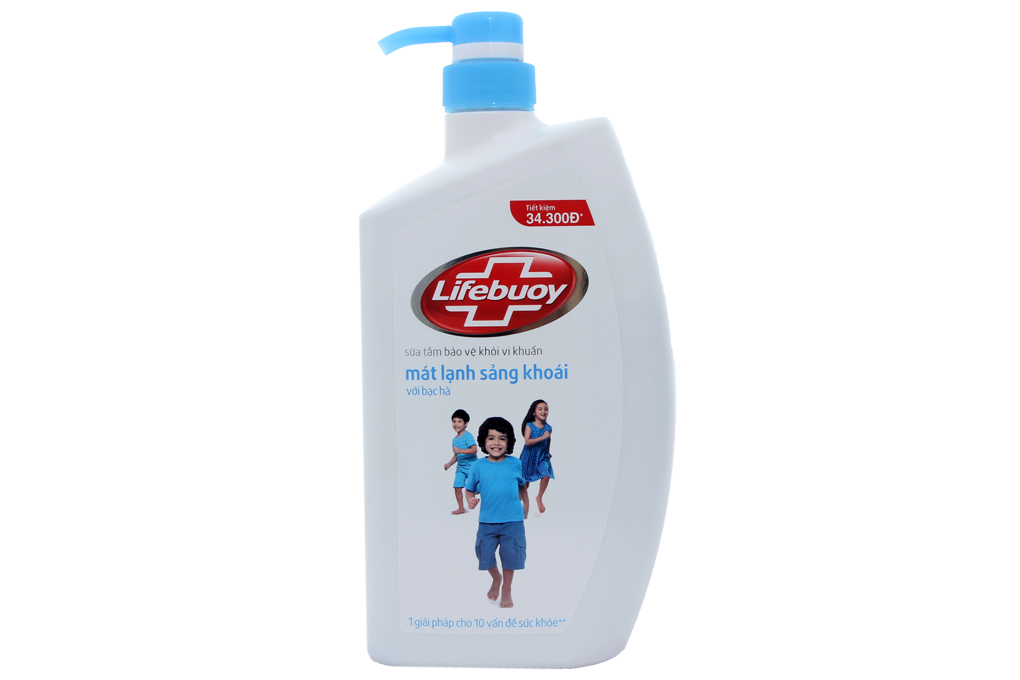 Tiết kiệm
34.300Đ*
Lifebuoy
sữa tắm bảo vệ khỏi vi khuẩn
mát lạnh sảng khoái
với bạc hà
1 giải pháp cho 10 vấn đề sức khỏe**